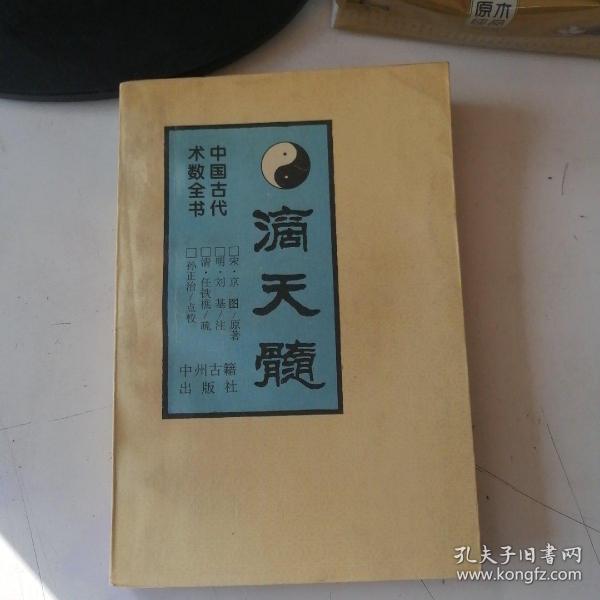 原木
中国古代
术数全书
滴天髓
□宋·京图/原著
□明·刘基/注
□清·任铁樵/疏
□孙正治/点校
中州古籍
出版社
孔夫子旧书网
www.kongfz.com